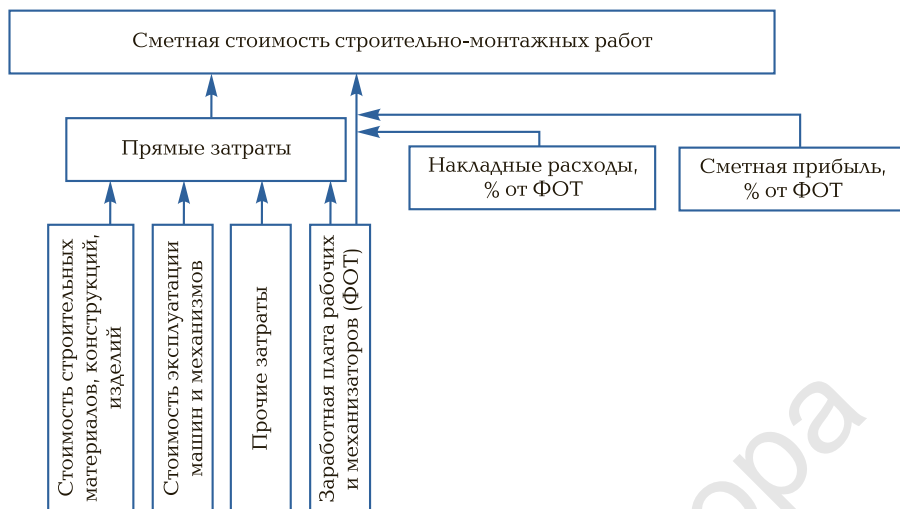 Сметная стоимость строительно-монтажных работ
Прямые затраты
Накладные расходы,
% от ФОТ
Сметная прибыль,
% от ФОТ
Стоимость строительных
материалов, конструкций,
изделий
Стоимость эксплуатации
машин и механизмов
Прочие затраты
Заработная плата рабочих
и механизаторов (ФОТ)